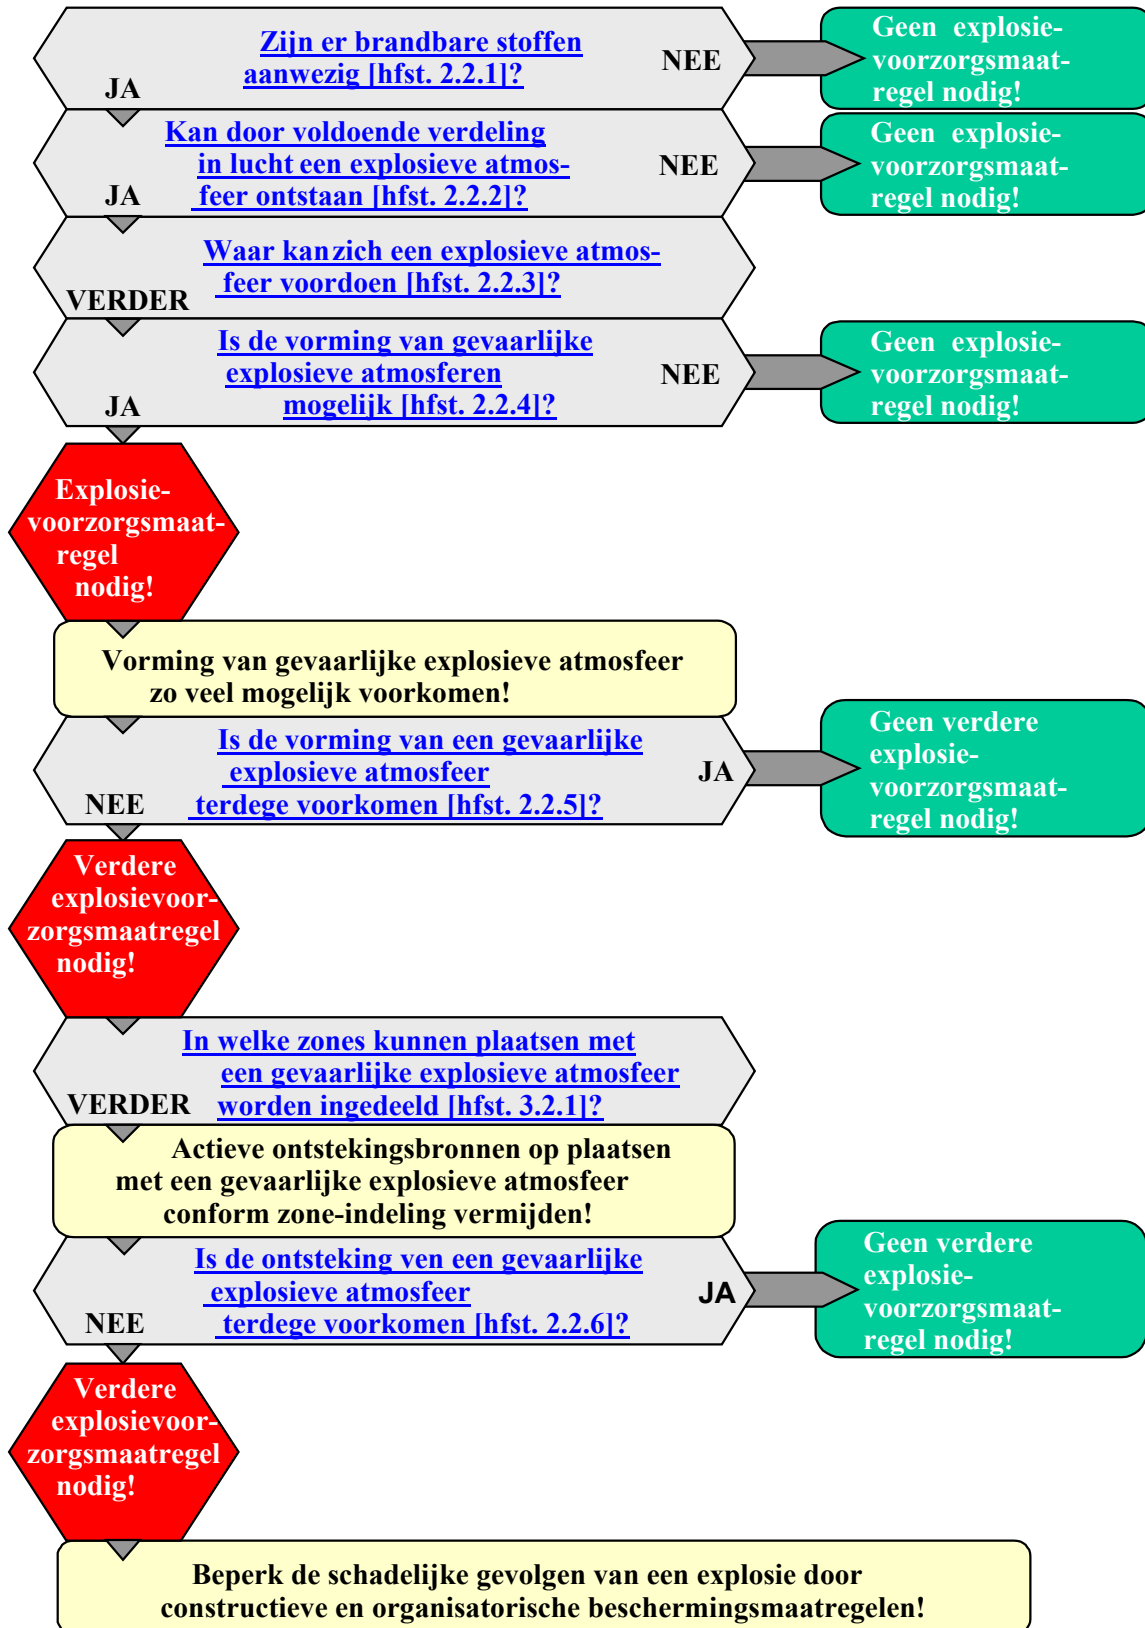 Zijn er brandbare stoffen
aanwezig [hfst. 2.2.1]?
NEE
JA
Geen explosie-
voorzorgsmaat-
regel nodig!
Kan door voldoende verdeling
in lucht een explosieve atmos-
feer ontstaan [hfst. 2.2.2]?
NEE
JA
Geen explosie-
voorzorgsmaat-
regel nodig!
Waar kan zich een explosieve atmos-
feer voordoen [hfst. 2.2.3]?
VERDER
Is de vorming van gevaarlijke
explosieve atmosferen
mogelijk [hfst. 2.2.4]?
NEE
JA
Geen explosie-
voorzorgsmaat-
regel nodig!
Explosie-
voorzorgsmaat-
regel
nodig!
Vorming van gevaarlijke explosieve atmosfeer
zo veel mogelijk voorkomen!
Is de vorming van een gevaarlijke
explosieve atmosfeer
terdege voorkomen [hfst. 2.2.5]?
JA
NEE
Geen verdere
explosie-
voorzorgsmaat-
regel nodig!
Verdere
explosievoor-
zorgsmaatregel
nodig!
In welke zones kunnen plaatsen met
een gevaarlijke explosieve atmosfeer
worden ingedeeld [hfst. 3.2.1]?
VERDER
Actieve ontstekingsbronnen op plaatsen
met een gevaarlijke explosieve atmosfeer
conform zone-indeling vermijden!
Is de ontsteking ven een gevaarlijke
explosieve atmosfeer
terdege voorkomen [hfst. 2.2.6]?
JA
NEE
Geen verdere
explosie-
voorzorgsmaat-
regel nodig!
Verdere
explosievoor-
zorgsmaatregel
nodig!
Beperk de schadelijke gevolgen van een explosie door
constructieve en organisatorische beschermingsmaatregelen!